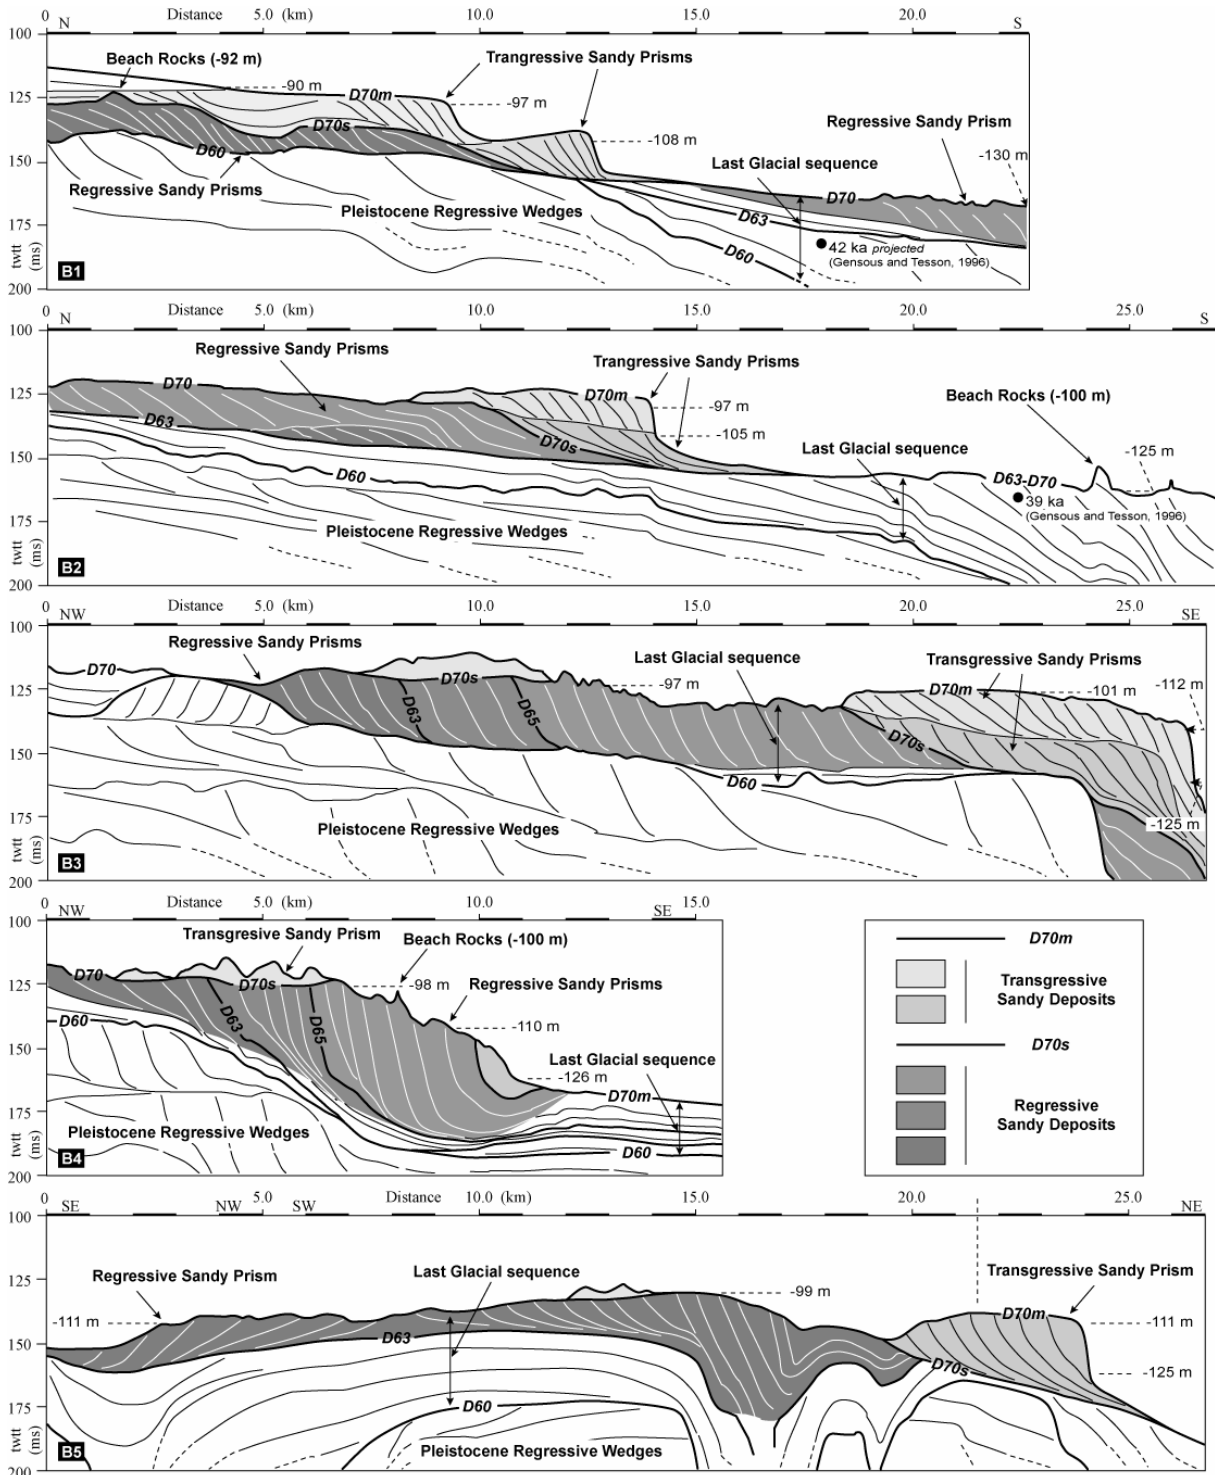 0 Distance 5.0 (km) 10.0 15.0 20.0
N S
100
Beach Rocks (-92 m)
Trangressive Sandy Prisms
-90 m
D70m
125
-97 m
D70s
Regressive Sandy Prism
-108 m
D60
Last Glacial sequence
-130 m
150
Regressive Sandy Prisms
D70
Pleistocene Regressive Wedges
D63
175
42 ka projected
(Gensous and Tesson, 1996)
D60
twtt
(ms)
B1
200
0 Distance 5.0 (km) 10.0 15.0 20.0 25.0
N S
100
Regressive Sandy Prisms
Trangressive Sandy Prisms
D70
125
D70m
-97 m
Beach Rocks (-100 m)
D63
-105 m
D70s
Last Glacial sequence
-125 m
150
D60
D63-D70
39 ka
(Gensous and Tesson, 1996)
175
Pleistocene Regressive Wedges
twtt
(ms)
B2
200
0 Distance 5.0 (km) 10.0 15.0 20.0 25.0
NW SE
100
Regressive Sandy Prisms
Last Glacial sequence
Transgressive Sandy Prisms
D70
D70s
-97 m
D70m
-101 m
-112 m
125
D63
D65
D70s
150
D60
175
Pleistocene Regressive Wedges
-125 m
twtt
(ms)
B3
200
0 Distance 5.0 (km) 10.0 15.0
NW SE
100
Transgresive Sandy Prism
Beach Rocks (-100 m)
D70
D70s
-98 m
Regressive Sandy Prisms
125
D60
D63
D65
-110 m
150
Last Glacial sequence
-126 m
D70m
175
Pleistocene Regressive Wedges
D60
twtt
(ms)
B4
200
D70m
Transgressive
Sandy Deposits
D70s
Regressive
Sandy Deposits
0 5.0 Distance 10.0 (km) 15.0 20.0 25.0
SE NW SW NE
100
Regressive Sandy Prism
Last Glacial sequence
Transgressive Sandy Prism
125
-99 m
-111 m
D70m
-111 m
D63
150
D70s
-125 m
175
D60
Pleistocene Regressive Wedges
twtt
(ms)
B5
200